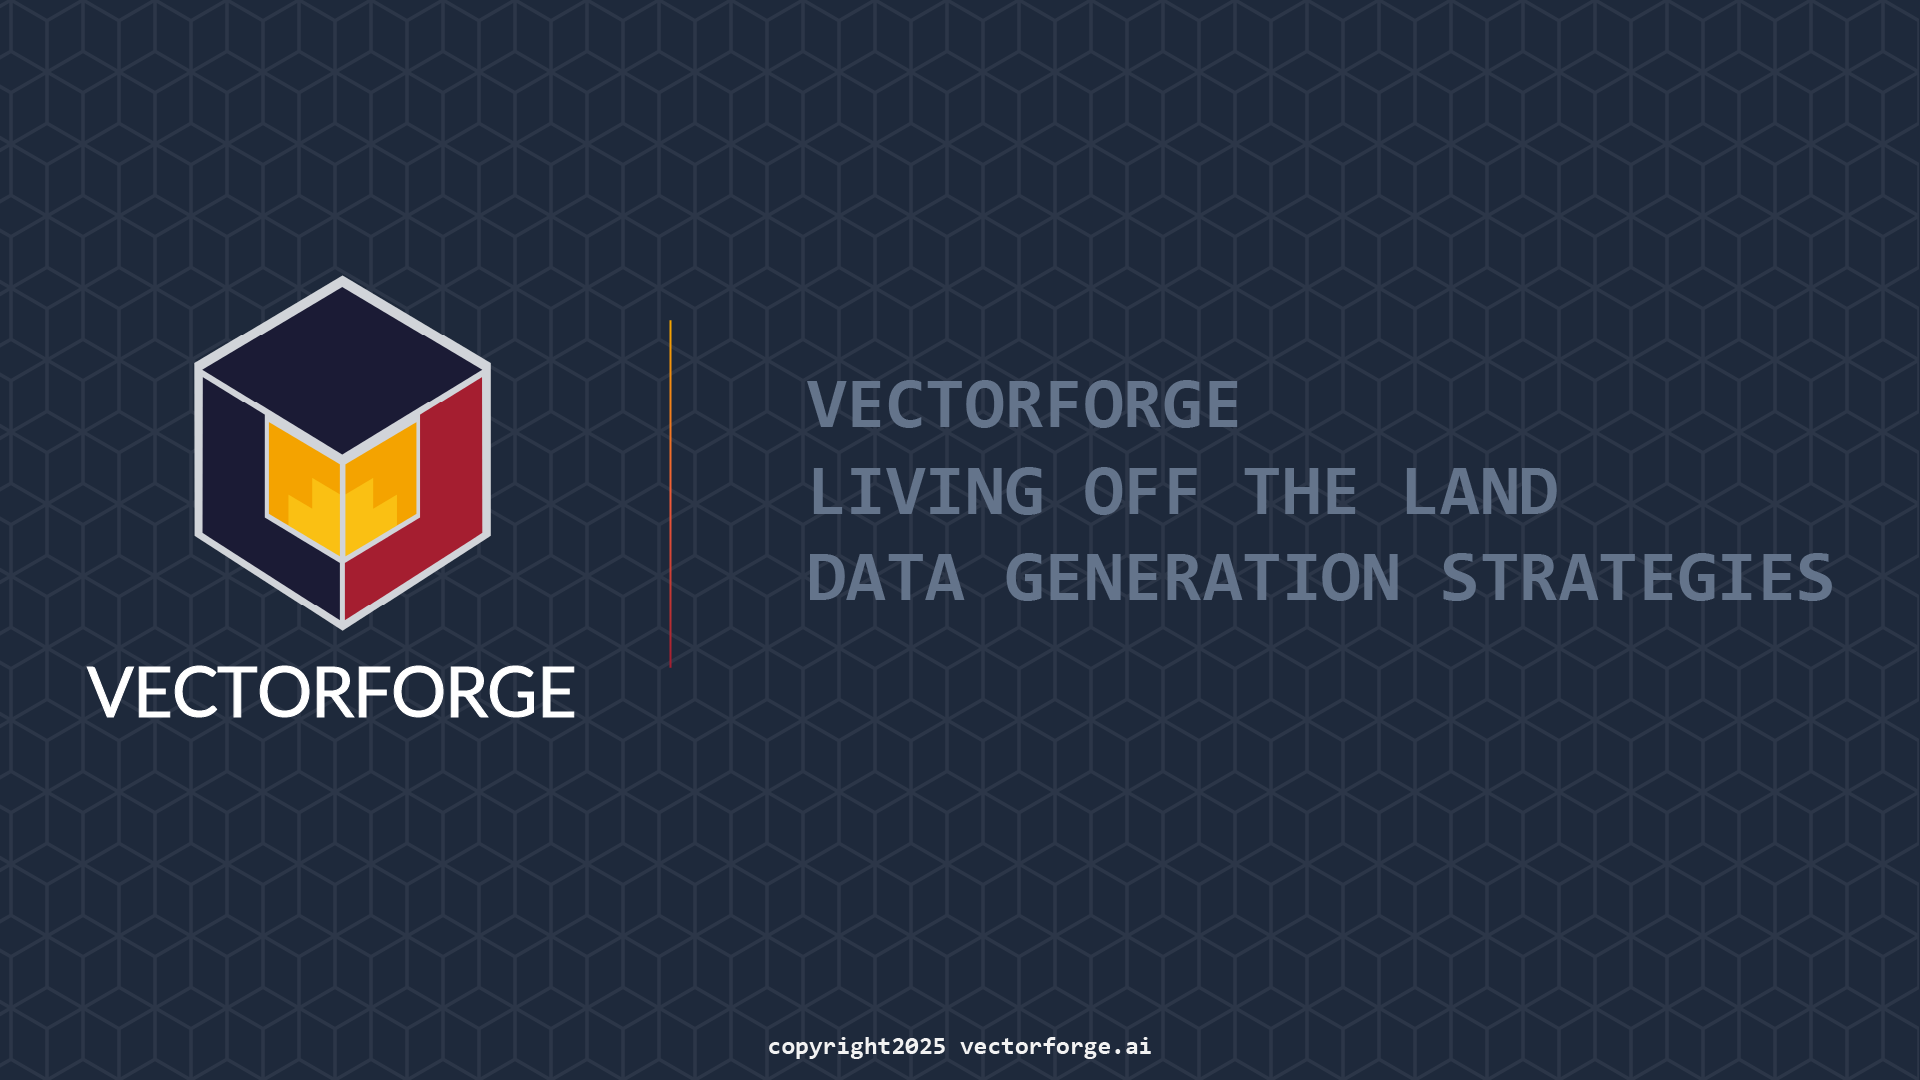 VECTORFORGE
VECTORFORGE
LIVING OFF THE LAND
DATA GENERATION STRATEGIES
copyright2025 vectorforge.ai